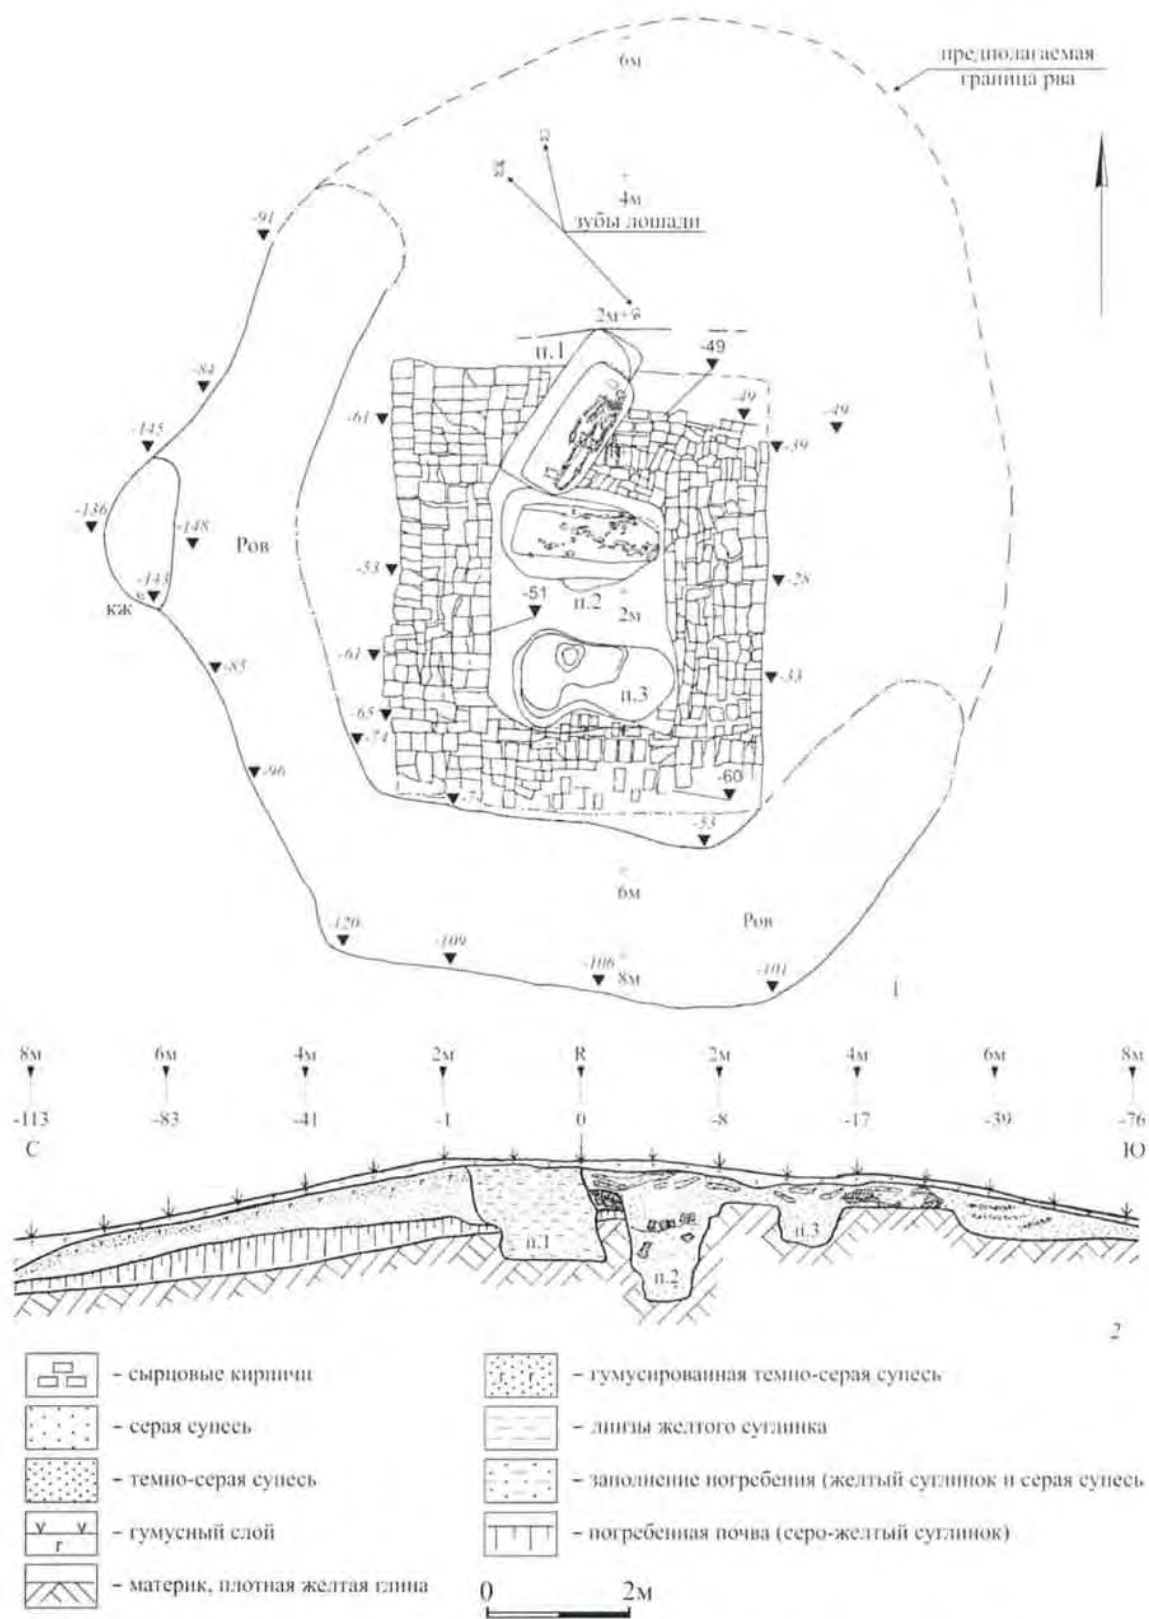 6м
предполагаемая
граница рва
4м
зубы лошади
-91
2м
п.1
-49
-84
-61
-49
-49
-145
-39
-136
-148
Ров
-53
-28
-143
кж
-51
п.2
2м
-61
-85
-33
п.3
-65
-74
-96
-60
-53
6м
Ров
-120
-109
-106
8м
-101
1
8м 6м 4м 2м R 2м 4м 6м 8м
-113 -83 -41 -1 0 -8 -17 -39 -76
С Ю
п.1
п.2
п.3
2
- сырцовые кирпичи
- серая супесь
- темно-серая супесь
- гумусный слой
г
- материк, плотная желтая глина
г г
- гумусированная темно-серая супесь
- линзы желтого суглинка
- заполнение погребения (желтый суглинок и серая супесь
- погребенная почва (серо-желтый суглинок)
0 2м